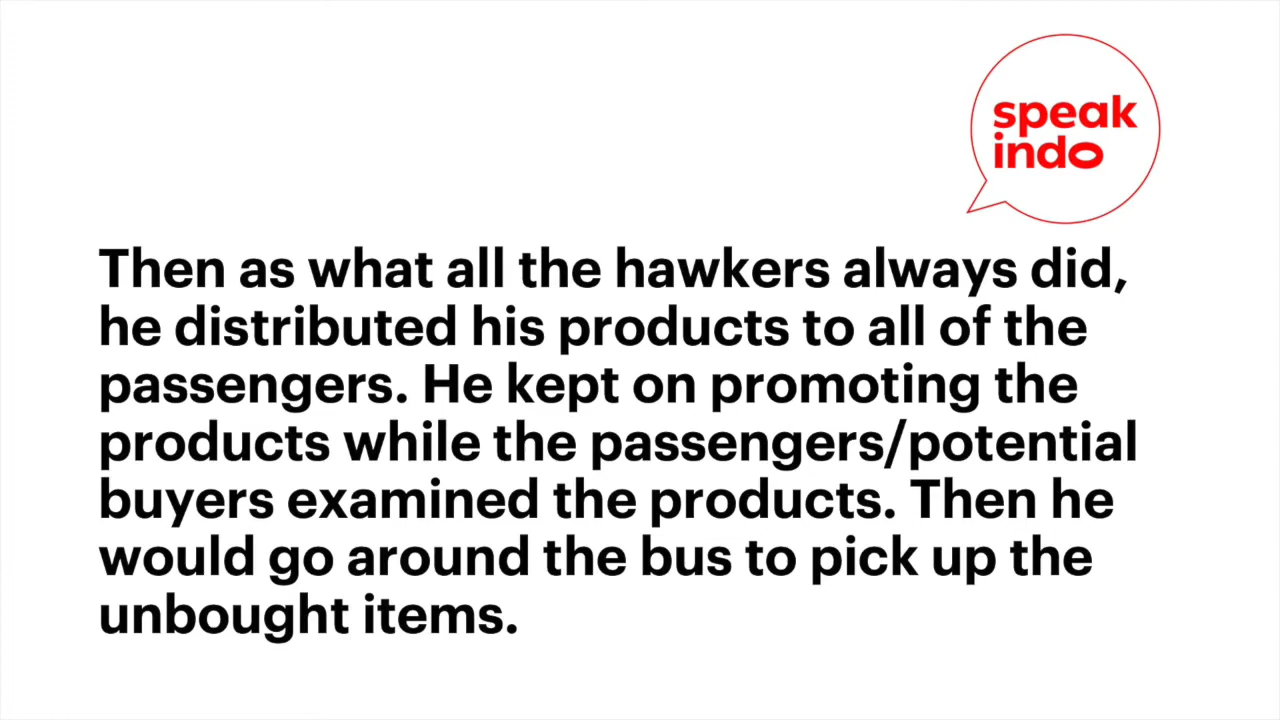 speak
indo
Then as what all the hawkers always did,
he distributed his products to all of the
passengers. He kept on promoting the
products while the passengers/potential
buyers examined the products. Then he
would go around the bus to pick up the
unbought items.